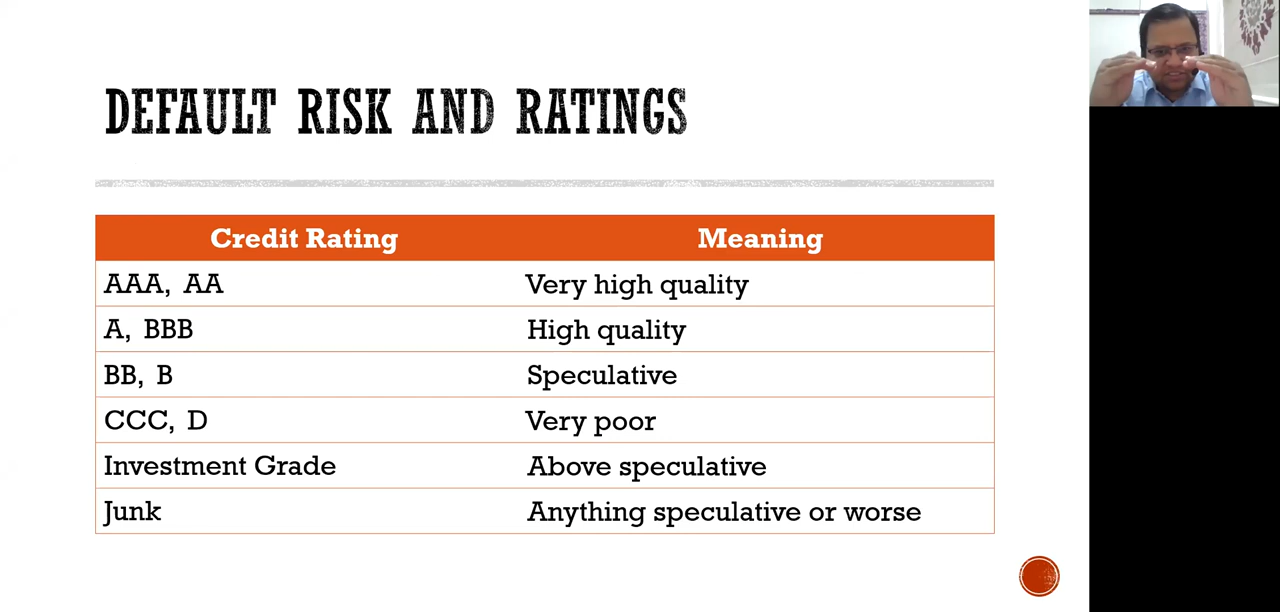 DEFAULT RISK AND RATINGS
Credit Rating Meaning
AAA, AA Very high quality
A, BBB High quality
BB, B Speculative
CCC, D Very poor
Investment Grade Above speculative
Junk Anything speculative or worse